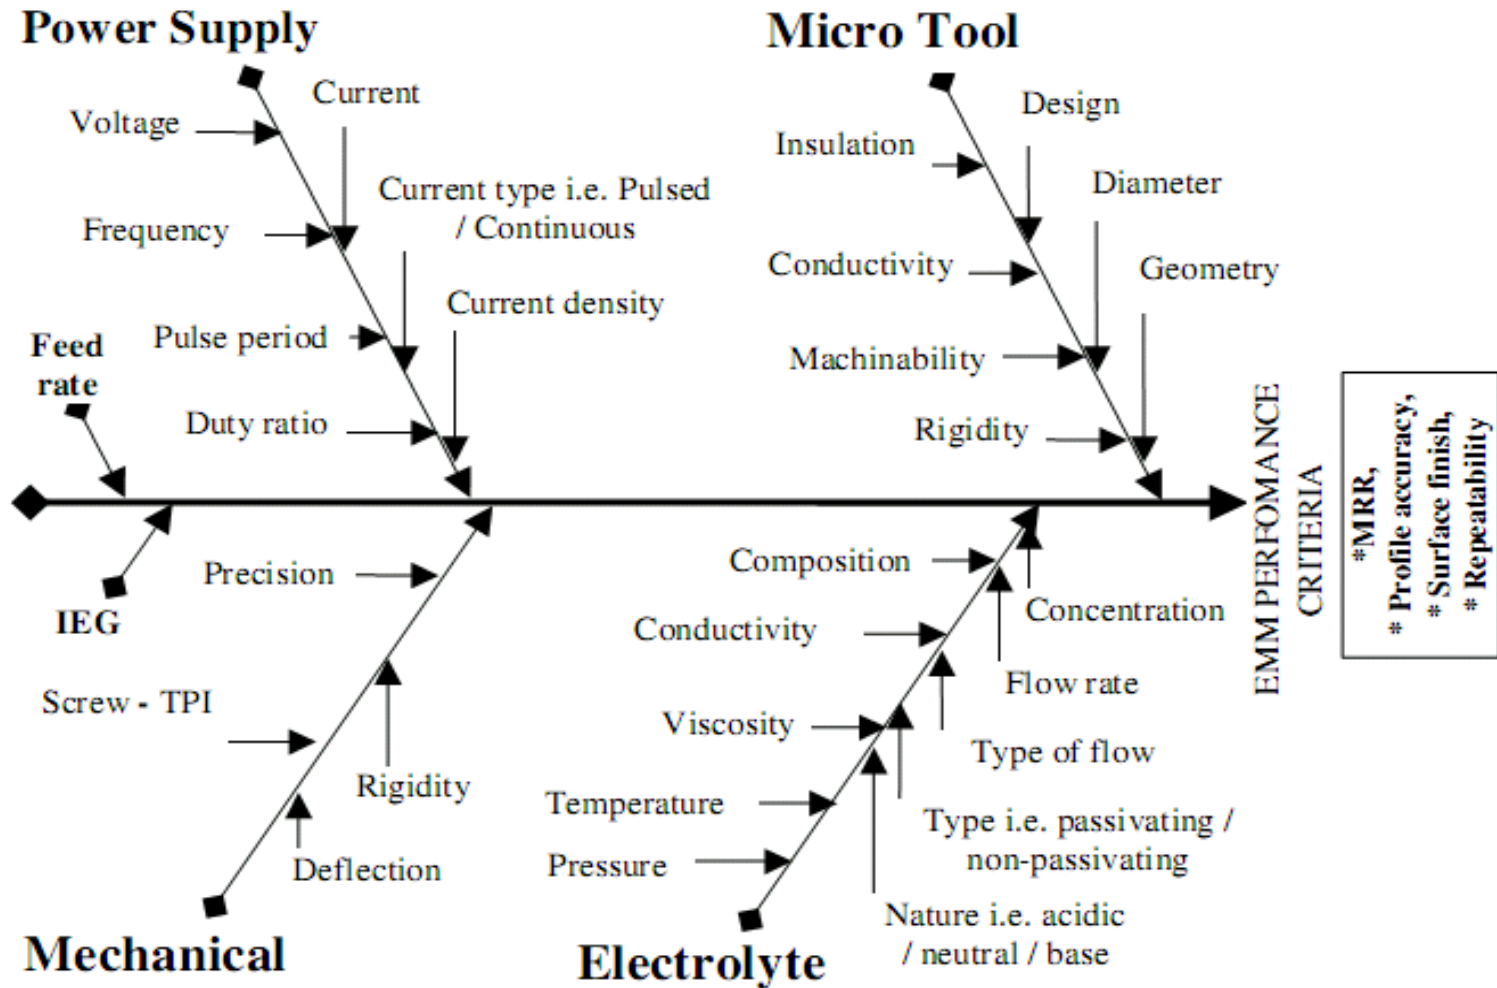 Power Supply
Micro Tool
Current
Voltage
Design
Insulation
Current type i.e. Pulsed
/ Continuous
Diameter
Frequency
Conductivity
Geometry
Current density
Pulse period
Feed
rate
Machinability
Duty ratio
Rigidity
EMM PERFOMANCE
CRITERIA
*MRR,
* Profile accuracy,
* Surface finish,
* Repeatability
Precision
Composition
IEG
Concentration
Conductivity
Flow rate
Screw - TPI
Viscosity
Type of flow
Rigidity
Temperature
Type i.e. passivating /
non-passivating
Pressure
Deflection
Nature i.e. acidic
/ neutral / base
Mechanical
Electrolyte